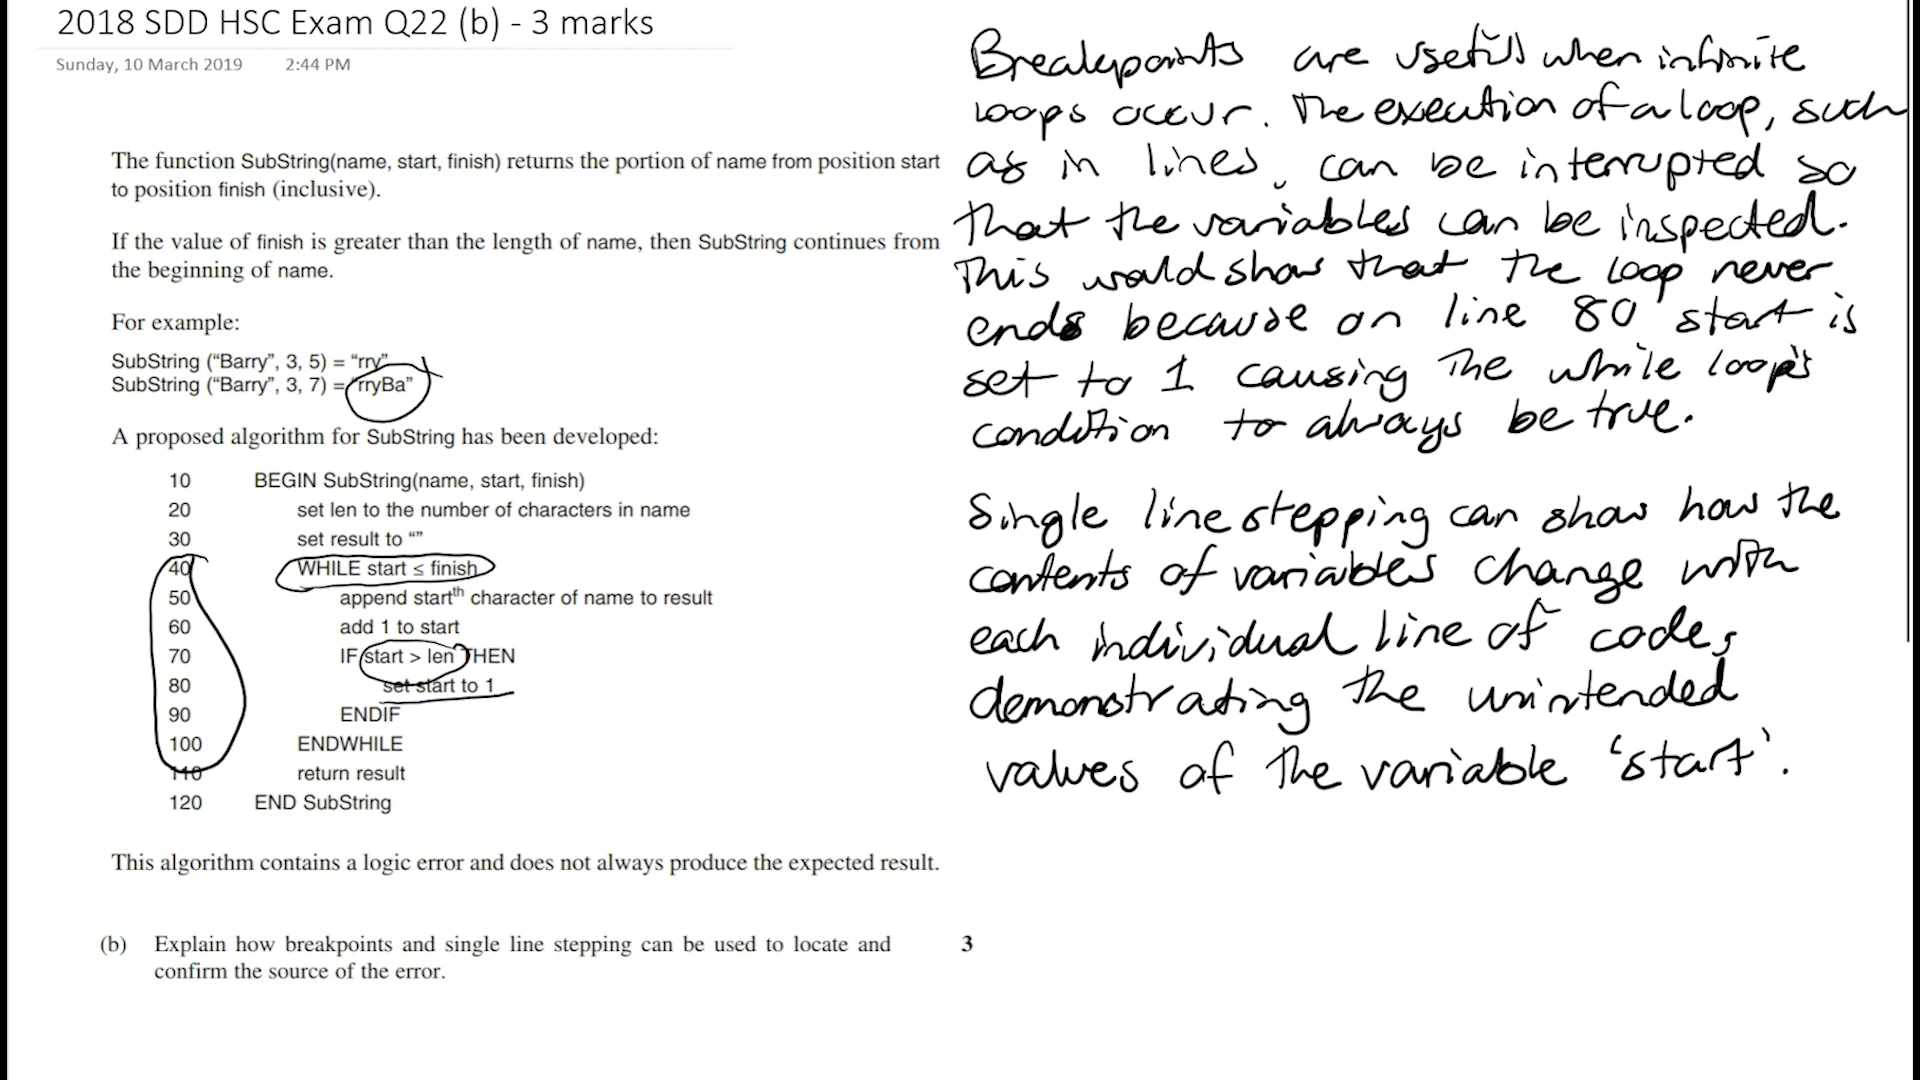 2018 SDD HSC Exam Q22 (b) - 3 marks
Sunday, 10 March 2019 2:44 PM
The function SubString(name, start, finish) returns the portion of name from position start
to position finish (inclusive).
If the value of finish is greater than the length of name, then SubString continues from
the beginning of name.
For example:
SubString (“Barry”, 3, 5) = “rry”
SubString (“Barry”, 3, 7) = “rryBa”
A proposed algorithm for SubString has been developed:
10 BEGIN SubString(name, start, finish)
20 set len to the number of characters in name
30 set result to “”
40 WHILE start ≤ finish
50 append startth character of name to result
60 add 1 to start
70 IF start > len THEN
80 set start to 1
90 ENDIF
100 ENDWHILE
110 return result
120 END SubString
This algorithm contains a logic error and does not always produce the expected result.
(b) Explain how breakpoints and single line stepping can be used to locate and 3
confirm the source of the error.
Breakpoints are useful when infinite
loops occur. The execution of a loop, such
as in lines, can be interrupted so
that the variables can be inspected.
This would show that the loop never
ends because on line 80 start is
set to 1 causing the while loop's
condition to always be true.
Single line stepping can show how the
contents of variables change with
each individual line of code,
demonstrating the unintended
values of the variable 'start'.